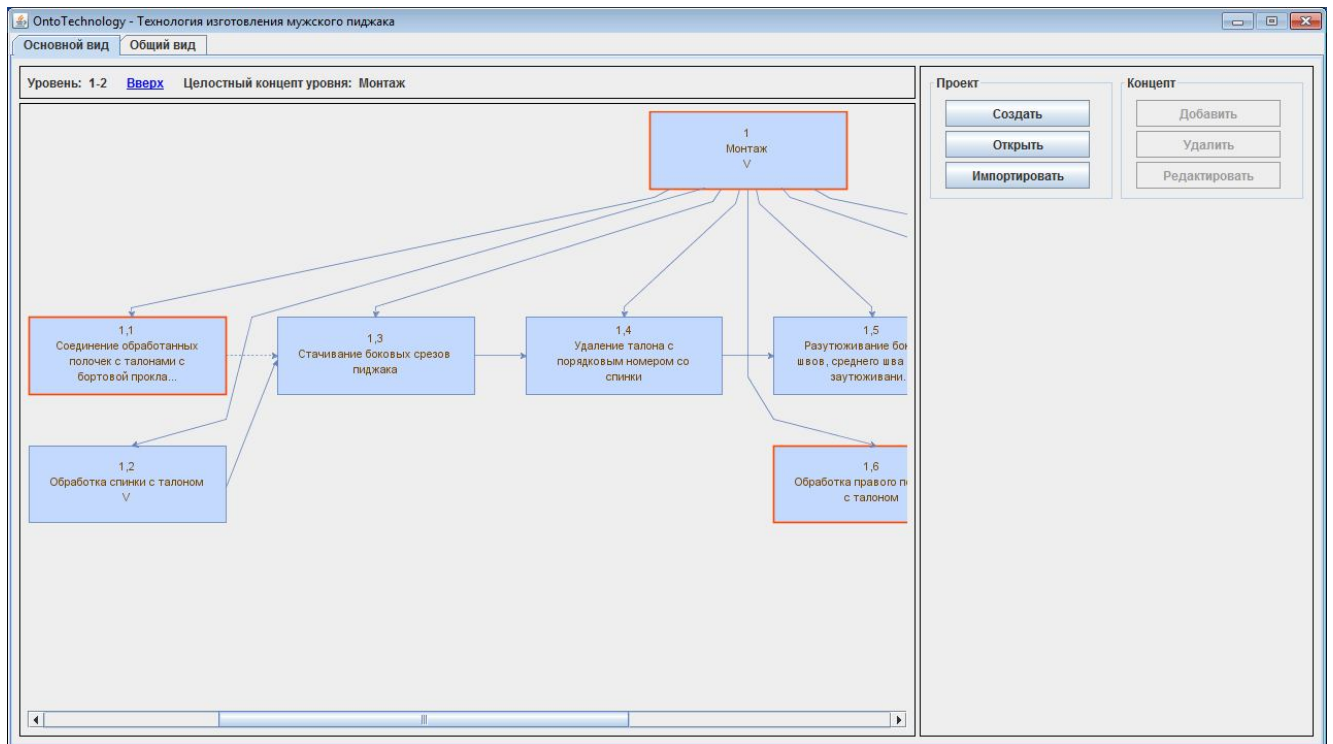 OntoTechnology - Технология изготовления мужского пиджака
Основной вид
Общий вид
Уровень: 1-2 Вверх Целостный концепт уровня: Монтаж
Проект
Создать
Открыть
Импортировать
Концепт
Добавить
Удалить
Редактировать
1
Монтаж
V
1,1
Соединение обработанных
полочек с талонами с
бортовой прокла...
1,3
Стачивание боковых срезов
пиджака
1,4
Удаление талона с
порядковым номером со
спинки
1,5
Разутюживание бо
швов, среднего шва
заутюживани.
1,2
Обработка спинки с талоном
V
1,6
Обработка правого п
с талоном